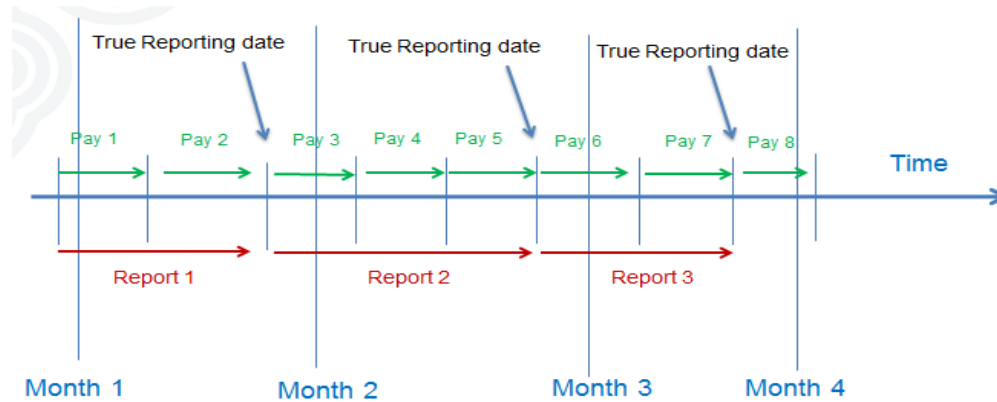 True Reporting date
True Reporting date
True Reporting date
Pay 1
Pay 2
Pay 3
Pay 4
Pay 5
Pay 6
Pay 7
Pay 8
Time
Report 1
Report 2
Report 3
Month 1
Month 2
Month 3
Month 4